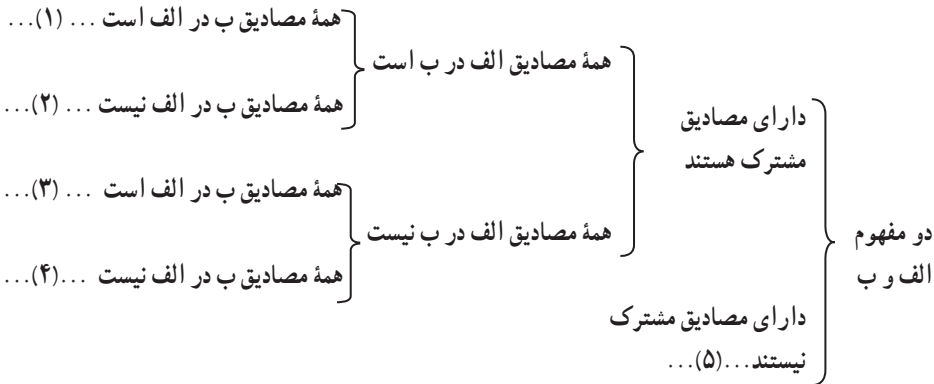 دو مفهوم
الف و ب
دارای مصادیق
مشترک هستند
همهٔ مصادیق الف در ب است
همهٔ مصادیق ب در الف است ... (۱)...
همهٔ مصادیق ب در الف نیست ... (۲)...
همهٔ مصادیق الف در ب نیست
همهٔ مصادیق ب در الف است ... (۳)...
همهٔ مصادیق ب در الف نیست ...(۴)...
دارای مصادیق مشترک
نیستند...(۵)...